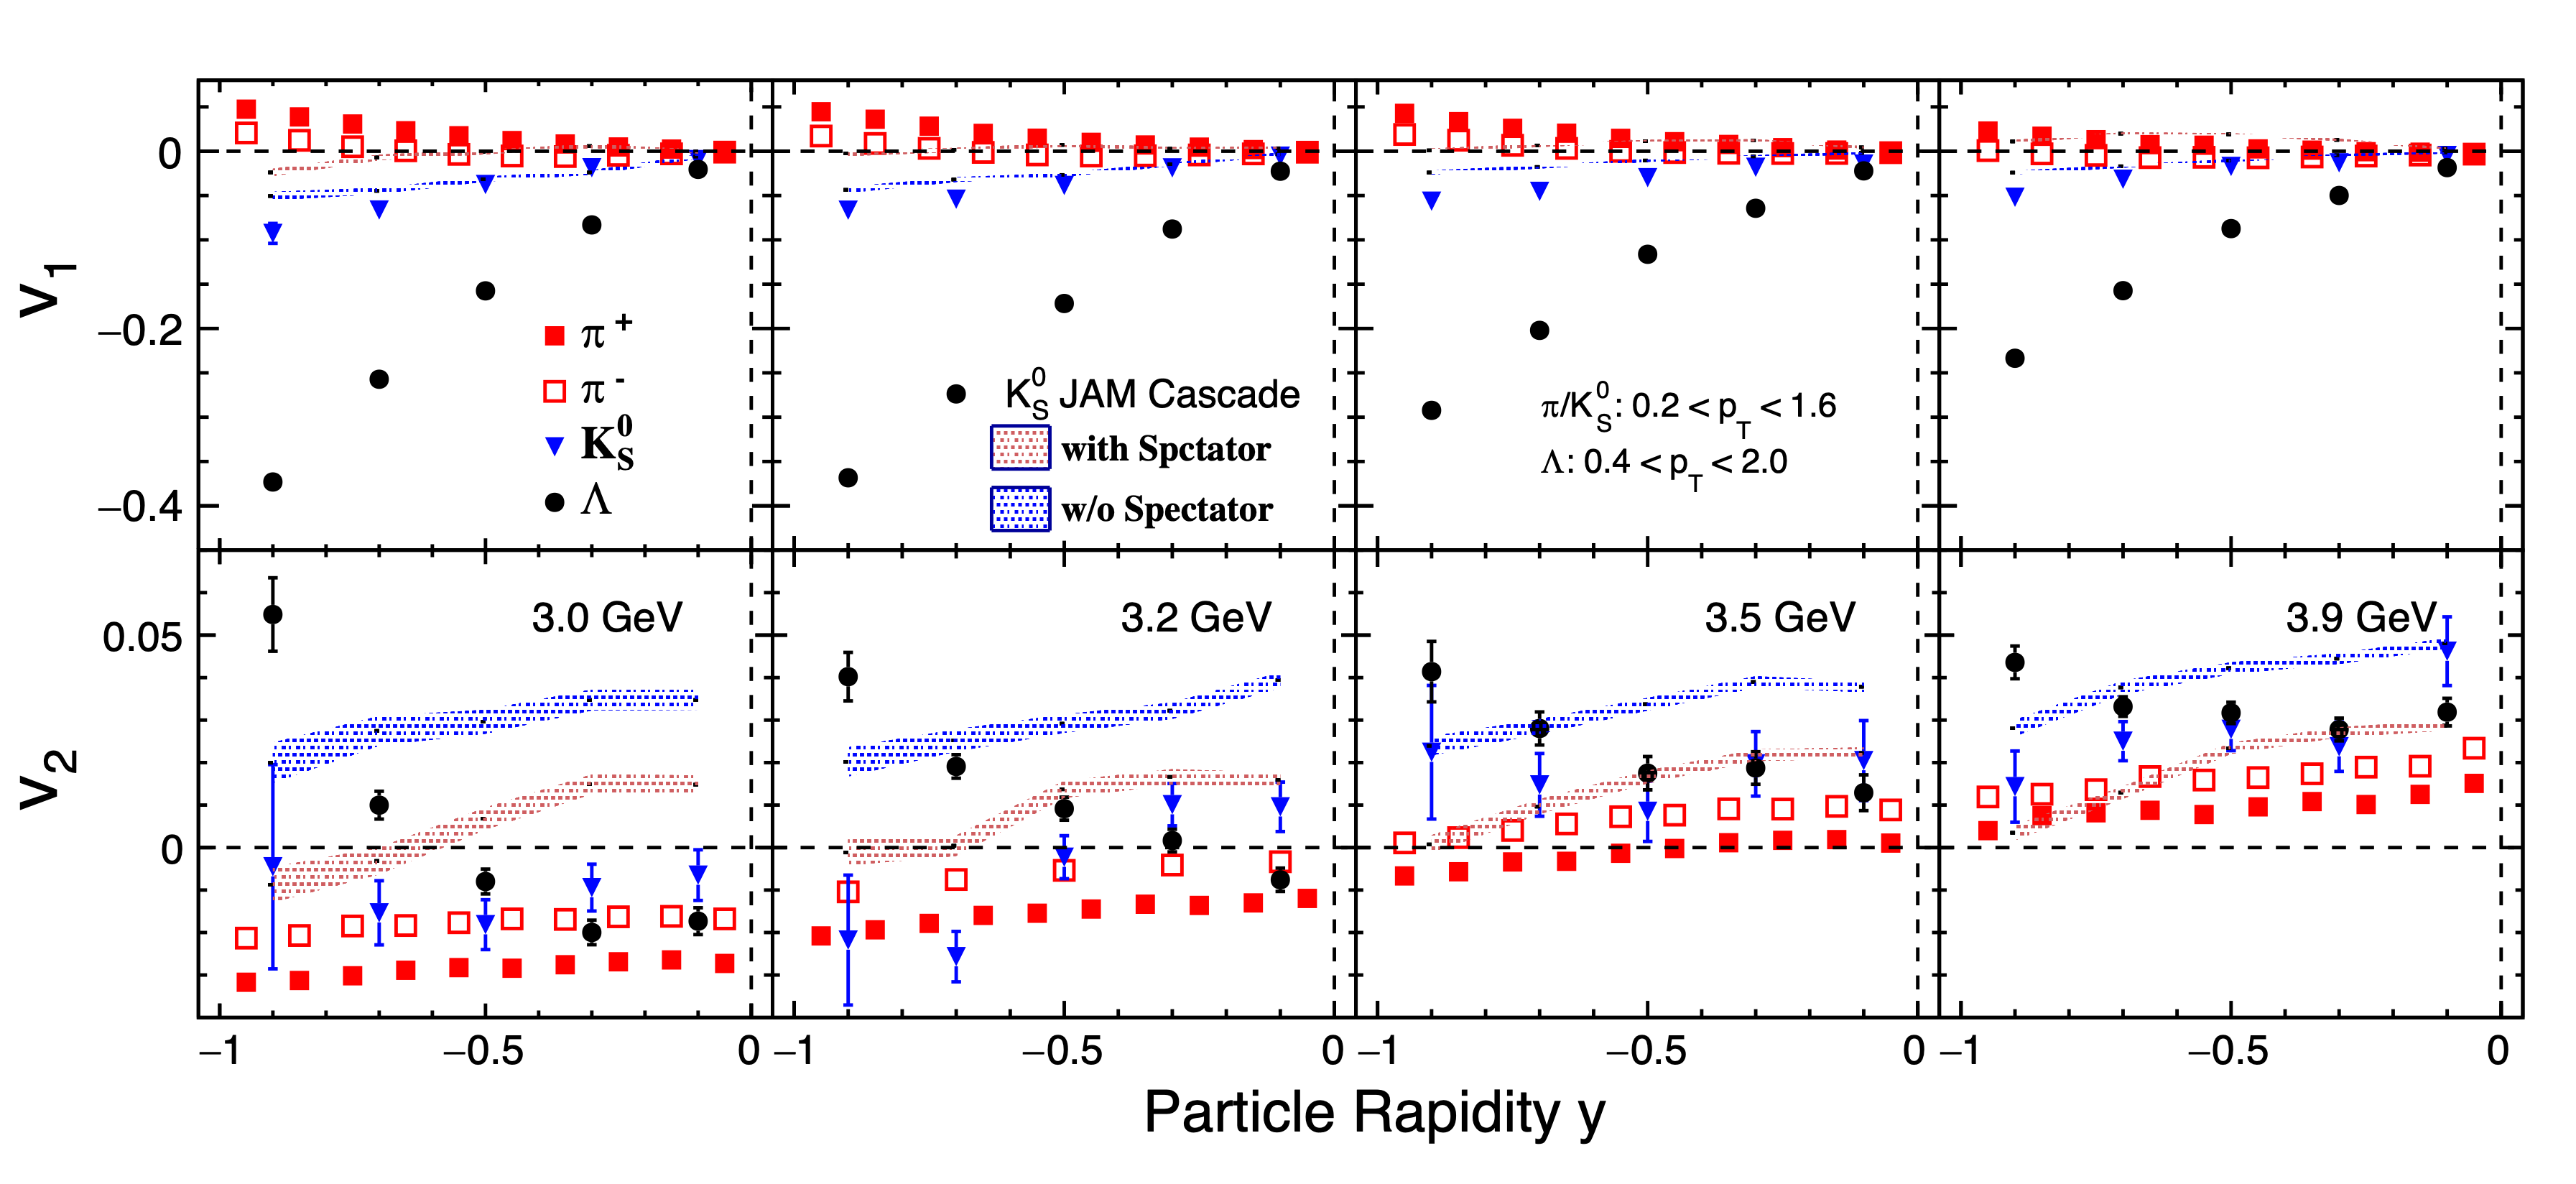 v1
0
−0.2
−0.4
π+
π-
K0S
Λ
K0S JAM Cascade
with Spctator
w/o Spectator
π/K0S: 0.2 < pT < 1.6
Λ: 0.4 < pT < 2.0
v2
0.05
0
3.0 GeV
3.2 GeV
3.5 GeV
3.9 GeV
−1 −0.5 0 −1 −0.5 0 −1 −0.5 0 −1 −0.5 0
Particle Rapidity y